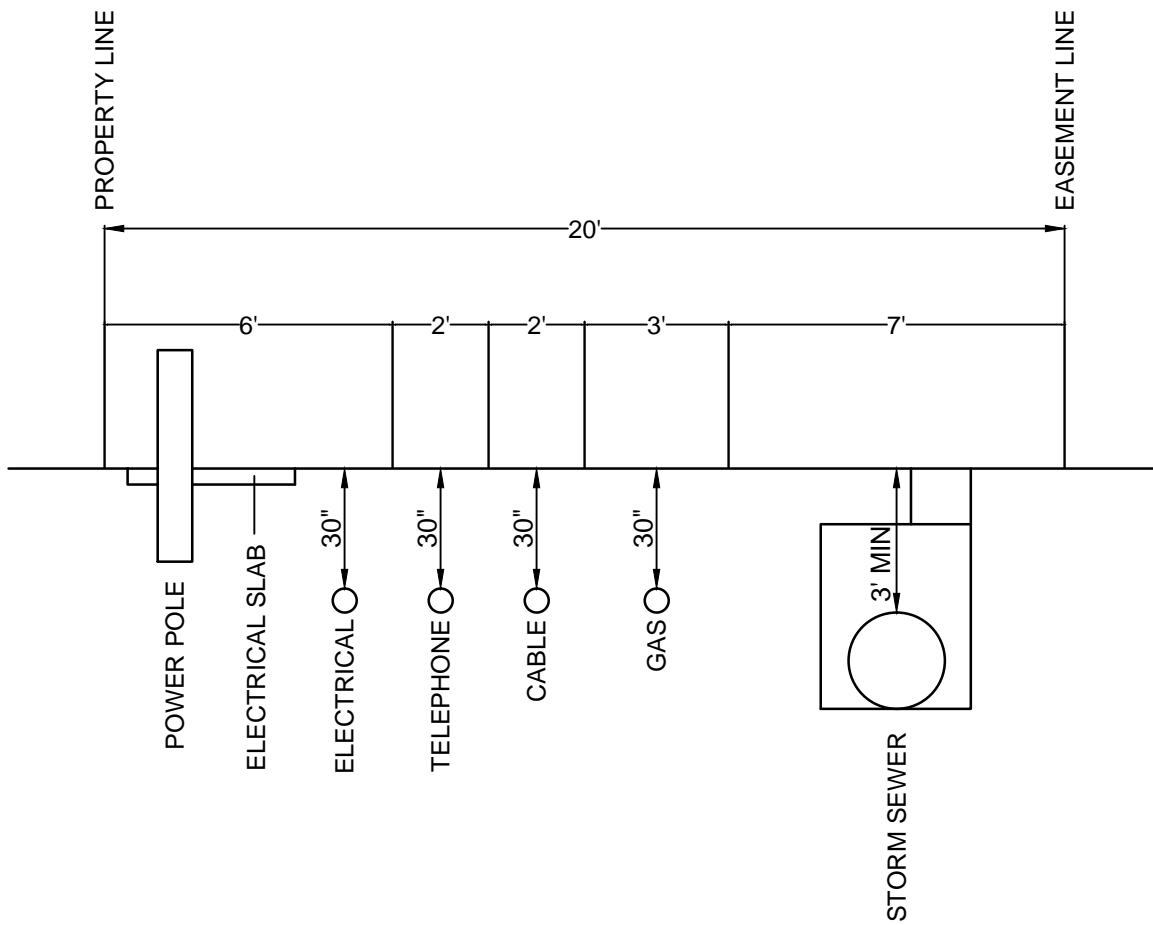 PROPERTY LINE
EASEMENT LINE
20'
6'
2'
2'
3'
7'
30"
30"
30"
30"
3' MIN
POWER POLE
ELECTRICAL SLAB
ELECTRICAL
TELEPHONE
CABLE
GAS
STORM SEWER